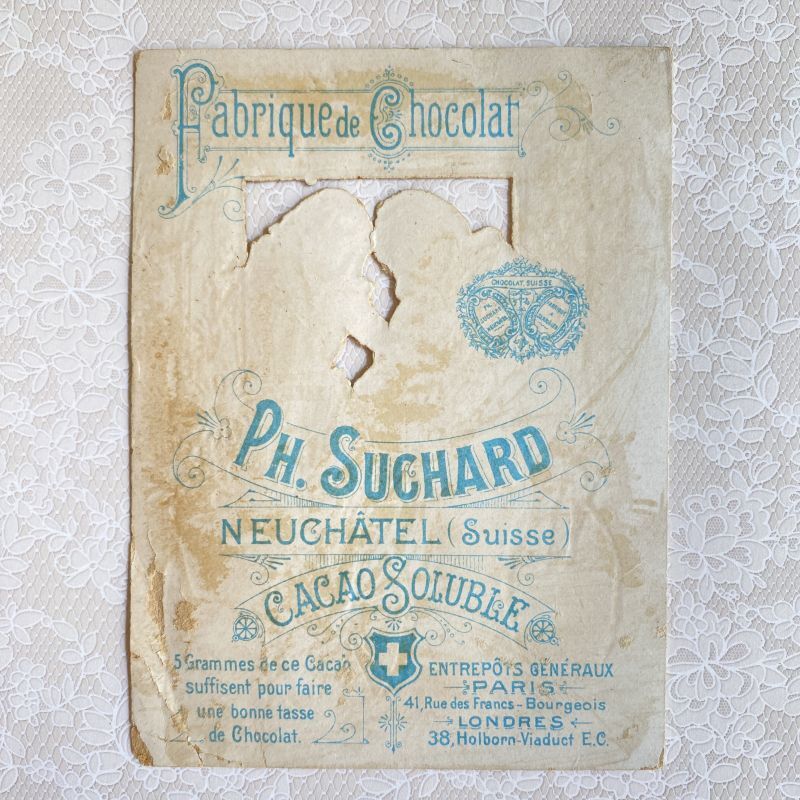 Fabrique de Chocolat
CHOCOLAT SUISSE
PH. SUCHARD
NEUCHÂTEL (Suisse)
CACAO SOLUBLE
5 Grammes de ce Cacao
suffisent pour faire
une bonne tasse
de Chocolat.
ENTREPÔTS GÉNÉRAUX
PARIS
41, Rue des Francs-Bourgeois
LONDRES
38, Holborn-Viaduct E.C.